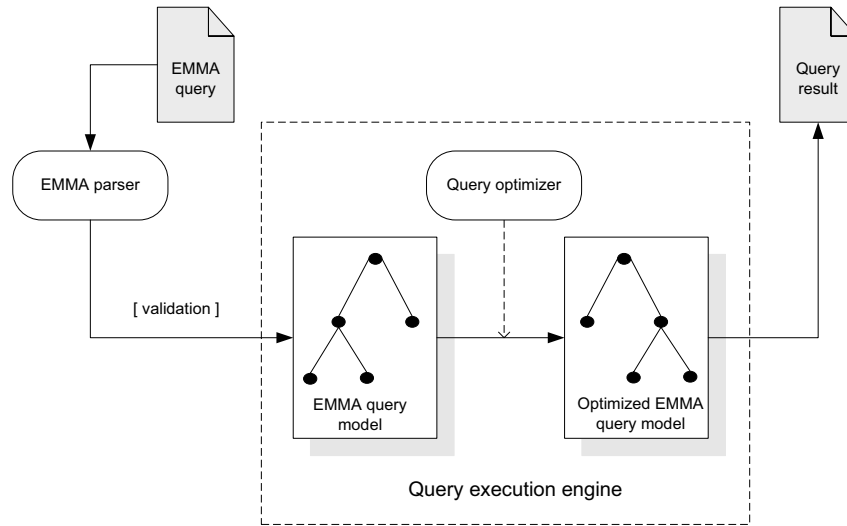 EMMA
query
Query
result
EMMA parser
Query optimizer
[ validation ]
EMMA query
model
Optimized EMMA
query model
Query execution engine